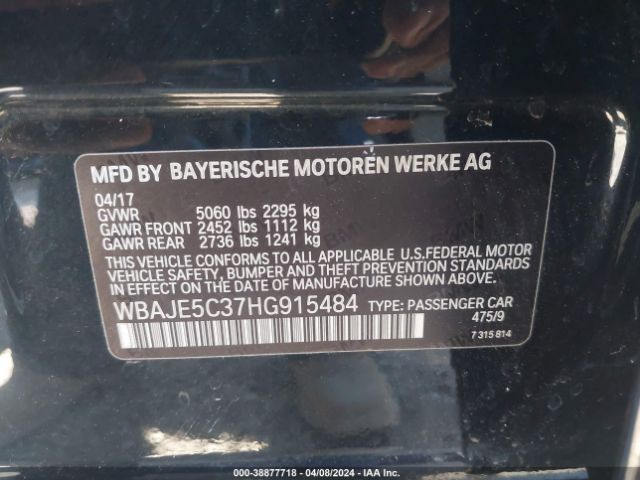 MFD BY BAYERISCHE MOTOREN WERKE AG
04/17
GVWR 5060 lbs 2295 kg
GAWR FRONT 2452 lbs 1112 kg
GAWR REAR 2736 lbs 1241 kg
THIS VEHICLE CONFORMS TO ALL APPLICABLE U.S.FEDERAL MOTOR
VEHICLE SAFETY, BUMPER AND THEFT PREVENTION STANDARDS
IN EFFECT ON THE DATE OF MANUFACTURE SHOWN ABOVE.
WBAJE5C37HG915484 TYPE: PASSENGER CAR
475/9
7 315 814
000-38877718 | 04/08/2024 - IAA Inc.